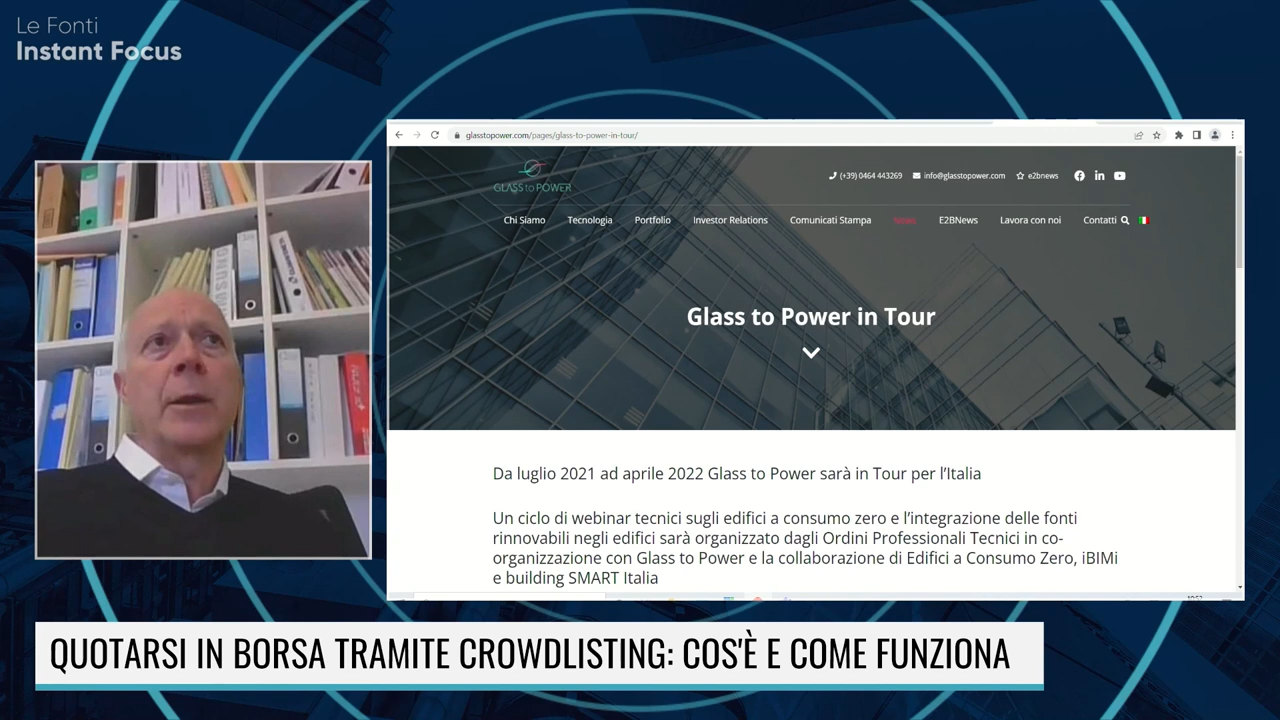 Le Fonti
Instant Focus
glasstopower.com/pages/glass-to-power-in-tour/
GLASS to POWER
(+39) 0464 443269
info@glasstopower.com
e2bnews
Chi Siamo
Tecnologia
Portfolio
Investor Relations
Comunicati Stampa
News
E2BNews
Lavora con noi
Contatti
Glass to Power in Tour
Da luglio 2021 ad aprile 2022 Glass to Power sarà in Tour per l'Italia
Un ciclo di webinar tecnici sugli edifici a consumo zero e l'integrazione delle fonti
rinnovabili negli edifici sarà organizzato dagli Ordini Professionali Tecnici in co-
organizzazione con Glass to Power e la collaborazione di Edifici a Consumo Zero, iBIMi
e building SMART Italia
SAMSUNG
QUOTARSI IN BORSA TRAMITE CROWDLISTING: COS'È E COME FUNZIONA